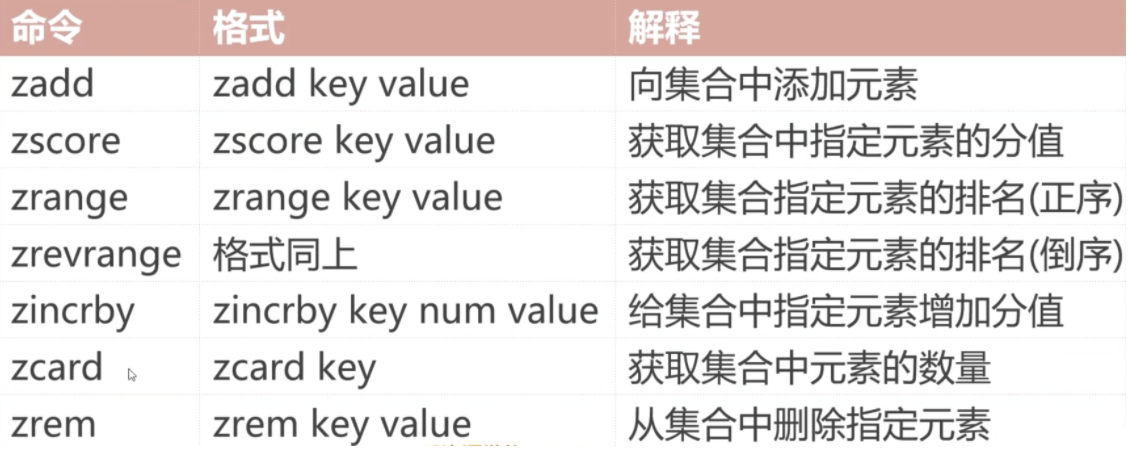 命令 格式 解释
zadd zadd key value 向集合中添加元素
zscore zscore key value 获取集合中指定元素的分值
zrange zrange key value 获取集合指定元素的排名(正序)
zrevrange 格式同上 获取集合指定元素的排名(倒序)
zincrby zincrby key num value 给集合中指定元素增加分值
zcard zcard key 获取集合中元素的数量
zrem zrem key value 从集合中删除指定元素